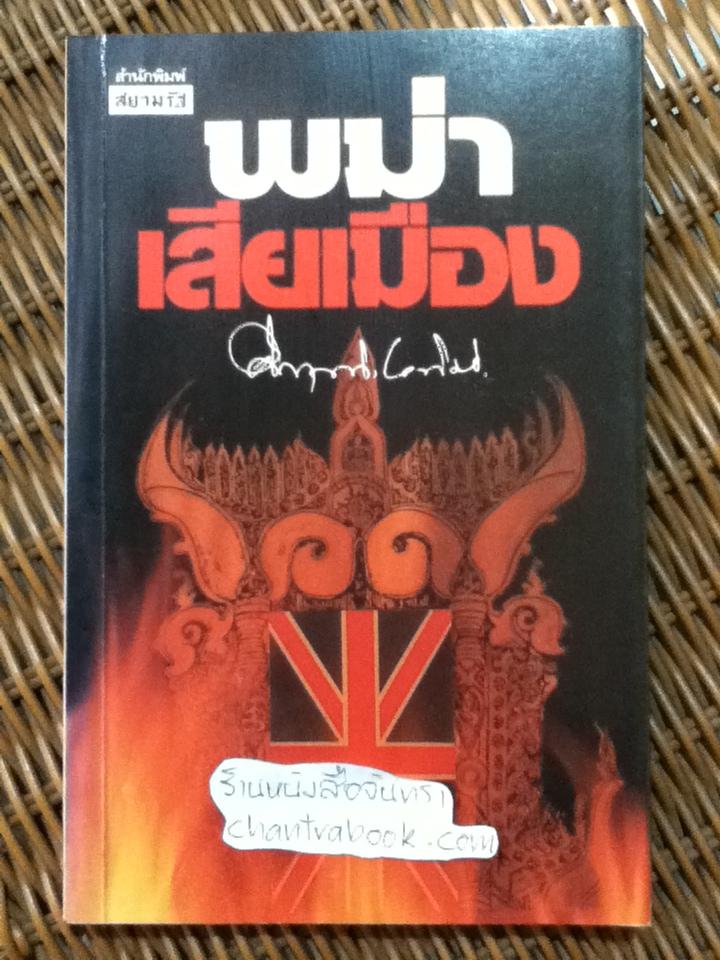 สำนักพิมพ์
สยามรัฐ
พม่า
เสียเมือง
ร้านหนังสือจันทรา
chantrabook.com